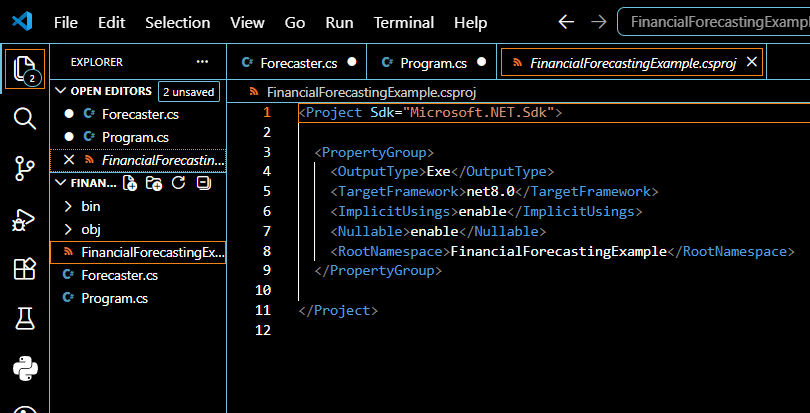 File Edit Selection View Go Run Terminal Help
FinancialForecastingExamp
2
EXPLORER ...
OPEN EDITORS 2 unsaved
Forecaster.cs
Program.cs
FinancialForecastin...
FINAN...
bin
obj
FinancialForecastingEx...
Forecaster.cs
Program.cs
Forecaster.cs Program.cs FinancialForecastingExample.csproj
FinancialForecastingExample.csproj
1 <Project Sdk="Microsoft.NET.Sdk">
2
3 <PropertyGroup>
4 <OutputType>Exe</OutputType>
5 <TargetFramework>net8.0</TargetFramework>
6 <ImplicitUsings>enable</ImplicitUsings>
7 <Nullable>enable</Nullable>
8 <RootNamespace>FinancialForecastingExample</RootNamespace>
9 </PropertyGroup>
10
11 </Project>
12